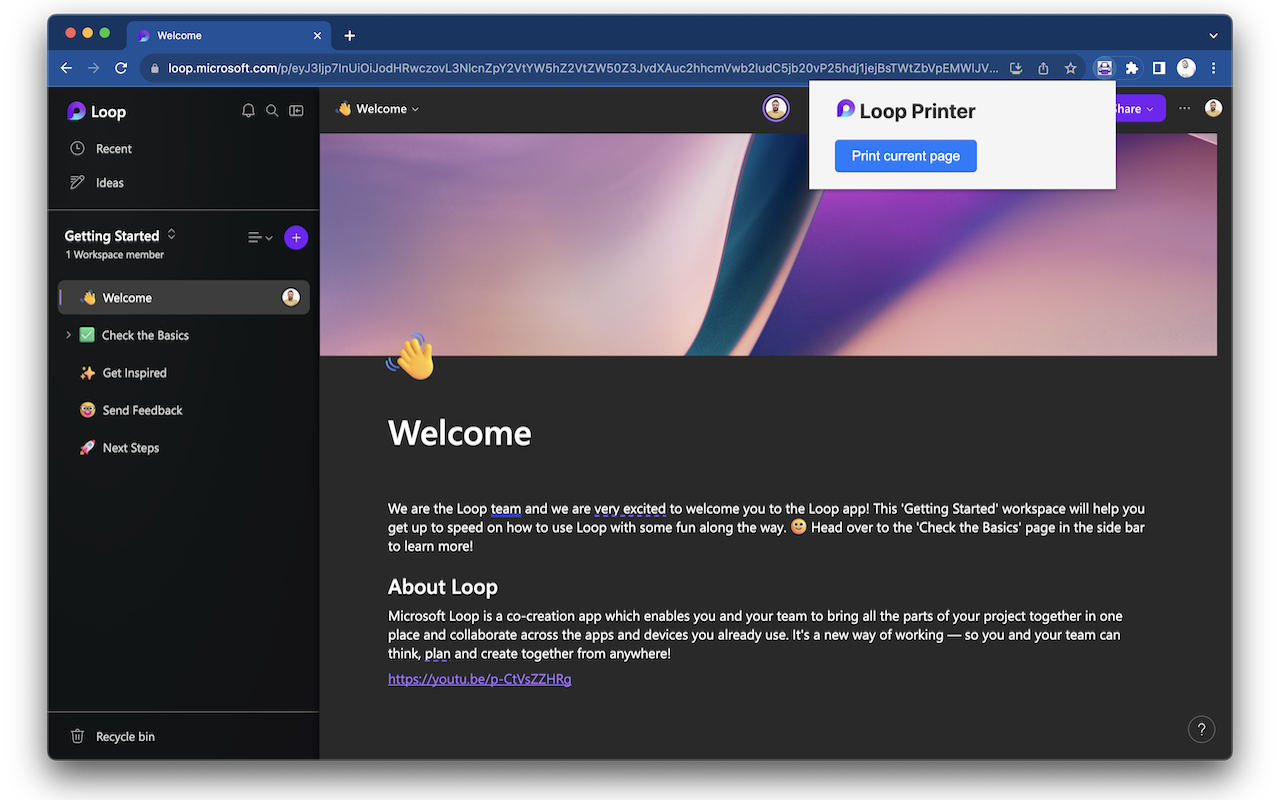 Welcome
loop.microsoft.com/p/eyJ3Ijp7InUiOiJodHRwczovL3NlcnZpY2VtYW5hZ2VtZW50Z3JvdXAuc2hhcmVwb2ludC5jb20vP25hdj1jejBsTWtZbVpEMWlJV...
Loop
Recent
Ideas
Getting Started
1 Workspace member
Welcome
Check the Basics
Get Inspired
Send Feedback
Next Steps
Recycle bin
Welcome
Share
Loop Printer
Print current page
Welcome
We are the Loop team and we are very excited to welcome you to the Loop app! This 'Getting Started' workspace will help you
get up to speed on how to use Loop with some fun along the way. 😀 Head over to the 'Check the Basics' page in the side bar
to learn more!
About Loop
Microsoft Loop is a co-creation app which enables you and your team to bring all the parts of your project together in one
place and collaborate across the apps and devices you already use. It's a new way of working — so you and your team can
think, plan and create together from anywhere!
https://youtu.be/p-CtVsZZHRg
?